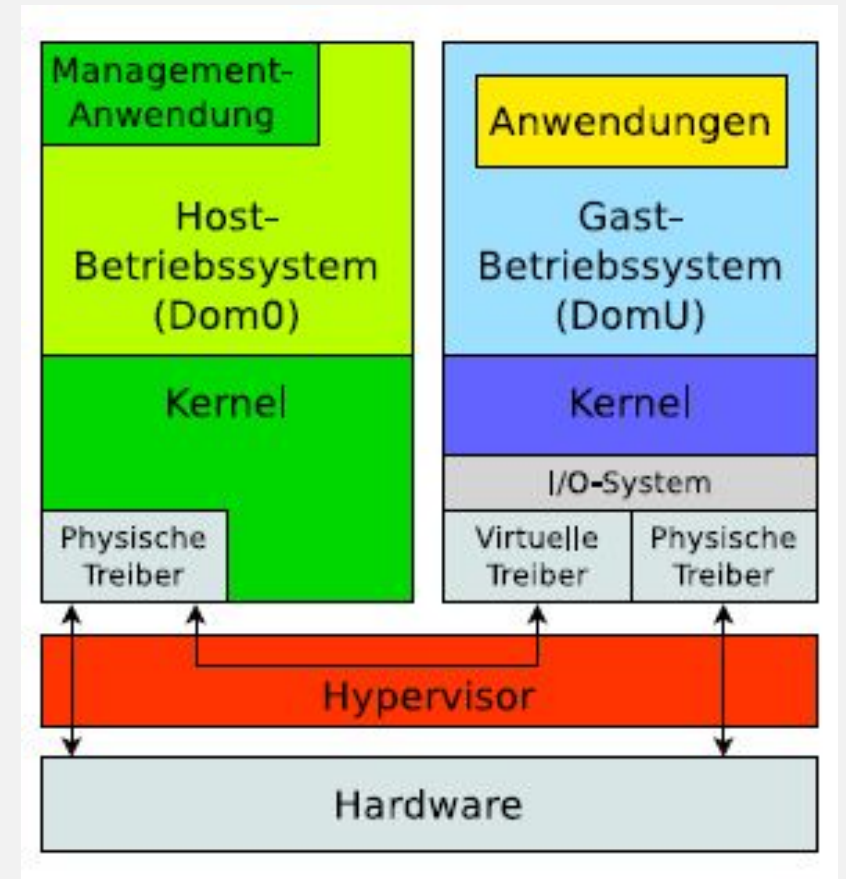 Management-
Anwendung
Host-
Betriebssystem
(Dom0)
Kernel
Physische
Treiber
Anwendungen
Gast-
Betriebssystem
(DomU)
Kernel
I/O-System
Virtuelle
Treiber
Physische
Treiber
Hypervisor
Hardware